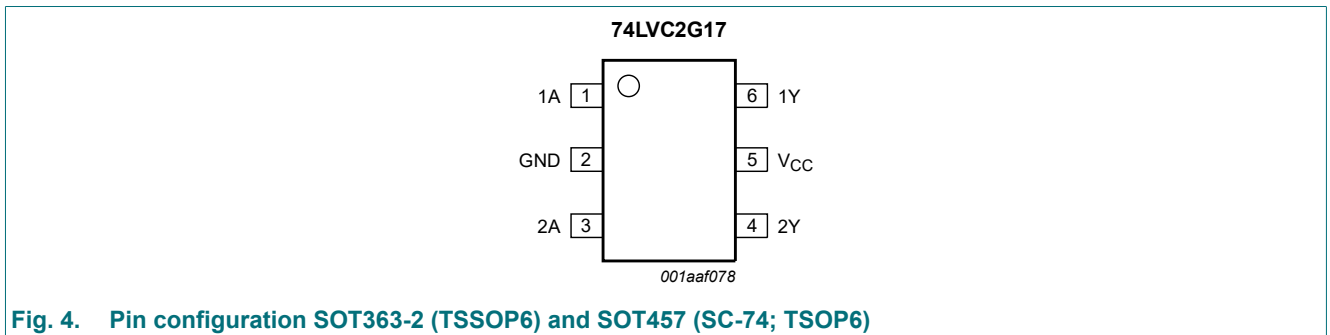 74LVC2G17
1A 1 6 1Y
GND 2 5 VCC
2A 3 4 2Y
001aaf078
Fig. 4. Pin configuration SOT363-2 (TSSOP6) and SOT457 (SC-74; TSOP6)